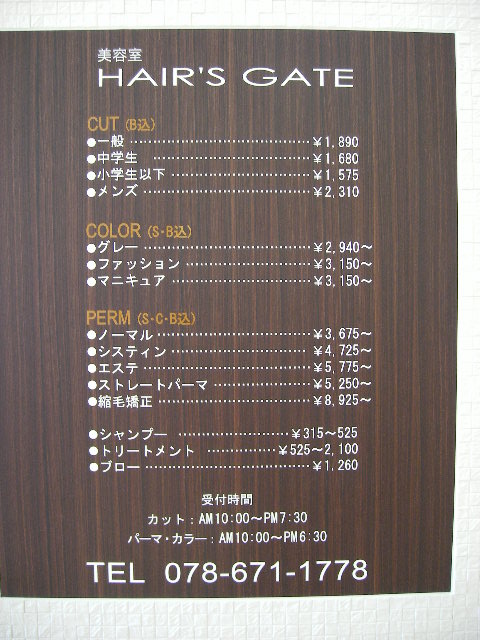 美容室
HAIR'S GATE
CUT (B込)
●一般 ････････････････････････････････ ¥1,890
●中学生 ････････････････････････････ ¥1,680
●小学生以下 ････････････････････････ ¥1,575
●メンズ ････････････････････････････ ¥2,310
COLOR (S-B込)
●グレー ････････････････････････････ ¥2,940～
●ファッション ･･････････････････････ ¥3,150～
●マニキュア ････････････････････････ ¥3,150～
PERM (S-C-B込)
●ノーマル ･･････････････････････････ ¥3,675～
●システィン ････････････････････････ ¥4,725～
●エステ ････････････････････････････ ¥5,775～
●ストレートパーマ ･･････････････････ ¥5,250～
●縮毛矯正 ･･････････････････････････ ¥8,925～
●シャンプー ････････････････････ ¥315～525
●トリートメント ････････････ ¥525～2,100
●ブロー ････････････････････････････ ¥1,260
受付時間
カット：AM10:00～PM7:30
パーマ・カラー：AM10:00～PM6:30
TEL 078-671-1778